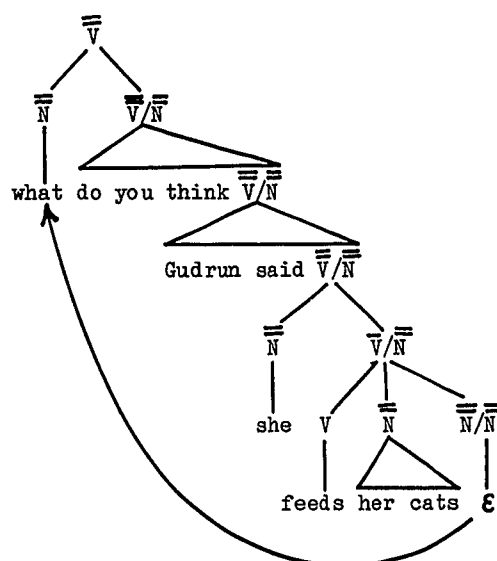 V̿
N̿ V̿/N̿
what do you think V̿/N̿
Gudrun said V̿/N̿
N̿ V̄/N̿
she V N̿ N̿/N̿
feeds her cats ε